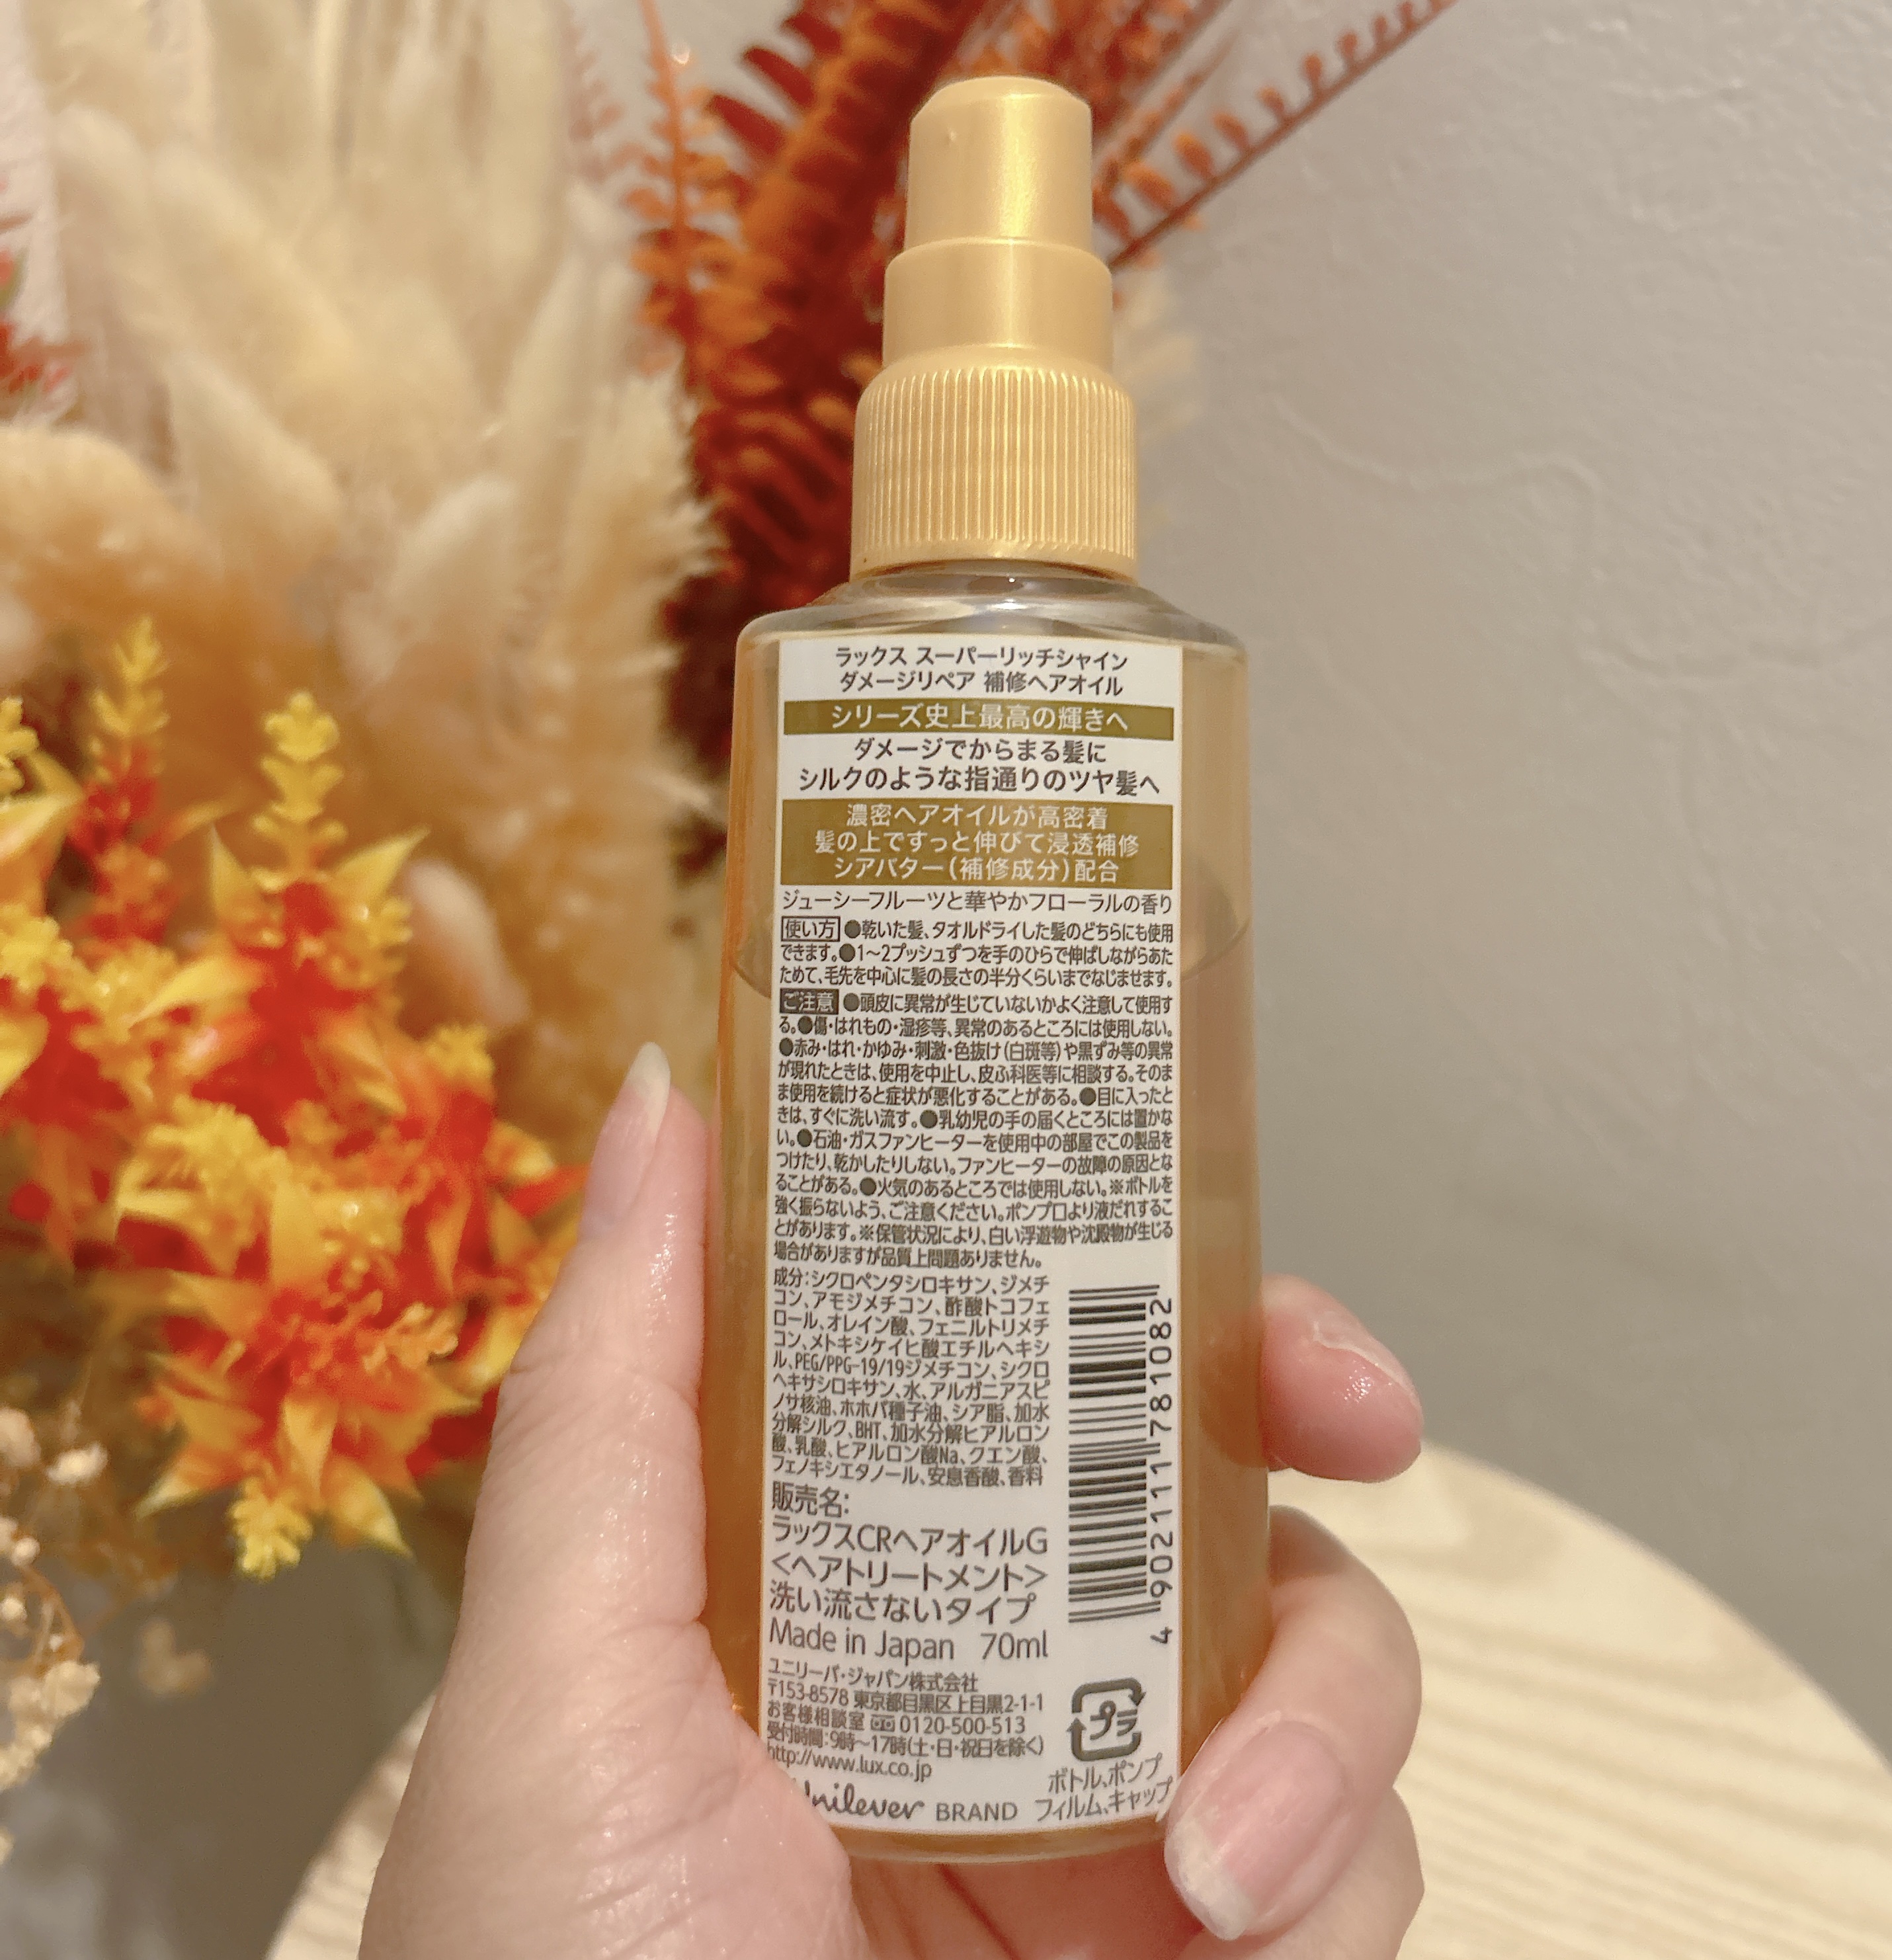 ラックス スーパーリッチシャイン
ダメージリペア 補修ヘアオイル
シリーズ史上最高の輝きへ
ダメージでからまる髪に
シルクのような指通りのツヤ髪へ
濃密ヘアオイルが高密着
髪の上ですっと伸びて浸透補修
シアバター(補修成分)配合
ジューシーフルーツと華やかフローラルの香り
使い方 ●乾いた髪、タオルドライした髪のどちらにも使用
できます。●1〜2プッシュずつを手のひらで伸ばしながらあた
ためて、毛先を中心に髪の長さの半分くらいまでなじませます。
ご注意 ●頭皮に異常が生じていないかよく注意して使用す
る。●傷・はれもの・湿疹等、異常のあるところには使用しない。
●赤み・はれ・かゆみ・刺激・色抜け(白斑等)や黒ずみ等の異常
が現れたときは、使用を中止し、皮ふ科医等に相談する。そのま
ま使用を続けると症状が悪化することがある。●目に入ったと
きは、すぐに洗い流す。●乳幼児の手の届くところには置かな
い。●石油・ガスファンヒーターを使用中の部屋でこの製品を
つけたり、乾かしたりしない。ファンヒーターの故障の原因とな
ることがある。●火気のあるところでは使用しない。※ボトルを
強く振らないよう、ご注意ください。ポンプ口より液だれするこ
とがあります。※保管状況により、白い浮遊物や沈殿物が生じる
場合がありますが品質上問題ありません。
成分:シクロペンタシロキサン、ジメチ
コン、アモジメチコン、酢酸トコフェ
ロール、オレイン酸、フェニルトリメチ
コン、メトキシケイヒ酸エチルヘキシ
ル、PEG/PPG-19/19ジメチコン、シクロ
ヘキサシロキサン、水、アルガニアスピ
ノサ核油、ホホバ種子油、シア脂、加水
分解シルク、BHT、加水分解ヒアルロン
酸、乳酸、ヒアルロン酸Na、クエン酸、
フェノキシエタノール、安息香酸、香料
販売名:
ラックスCRヘアオイルG
<ヘアトリートメント>
洗い流さないタイプ
Made in Japan 70ml
ユニリーバ・ジャパン株式会社
〒153-8578 東京都目黒区上目黒2-1-1
お客様相談室 0120-500-513
受付時間:9時〜17時(土・日・祝日を除く)
http://www.lux.co.jp
Unilever BRAND
4 902111 781082
プラ
ボトル、ポンプ
フィルム、キャップ